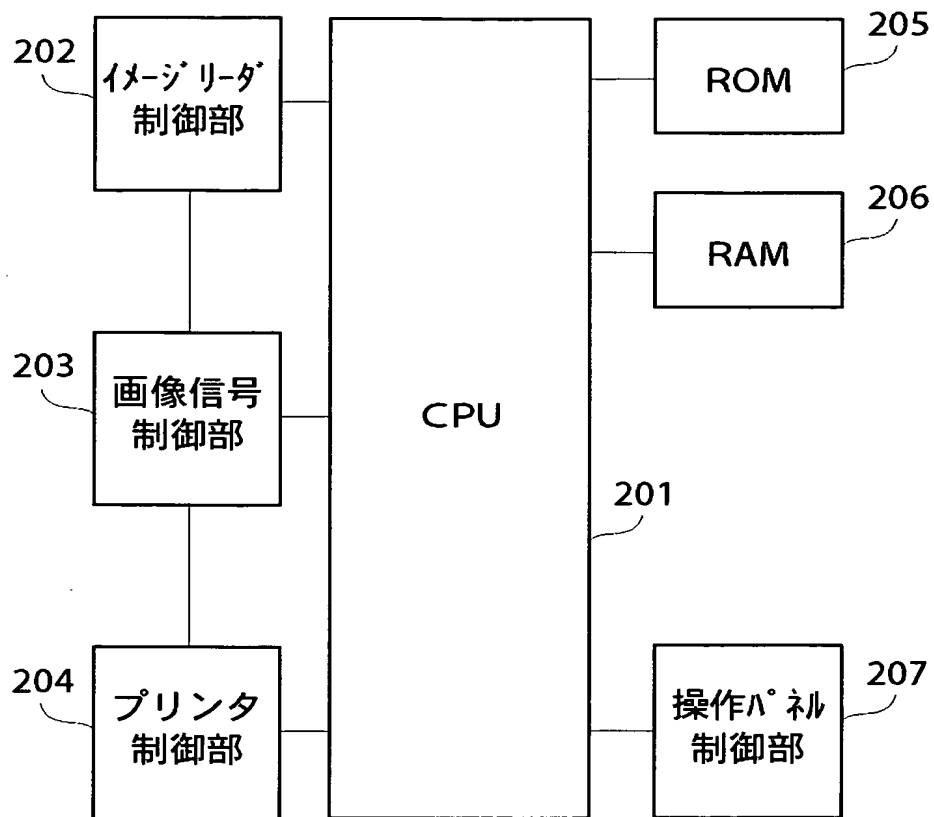 202
ｲﾒｰｼﾞﾘｰﾀﾞ
制御部
203
画像信号
制御部
204
プリンタ
制御部
CPU
201
205
ROM
206
RAM
207
操作ﾊﾟﾈﾙ
制御部